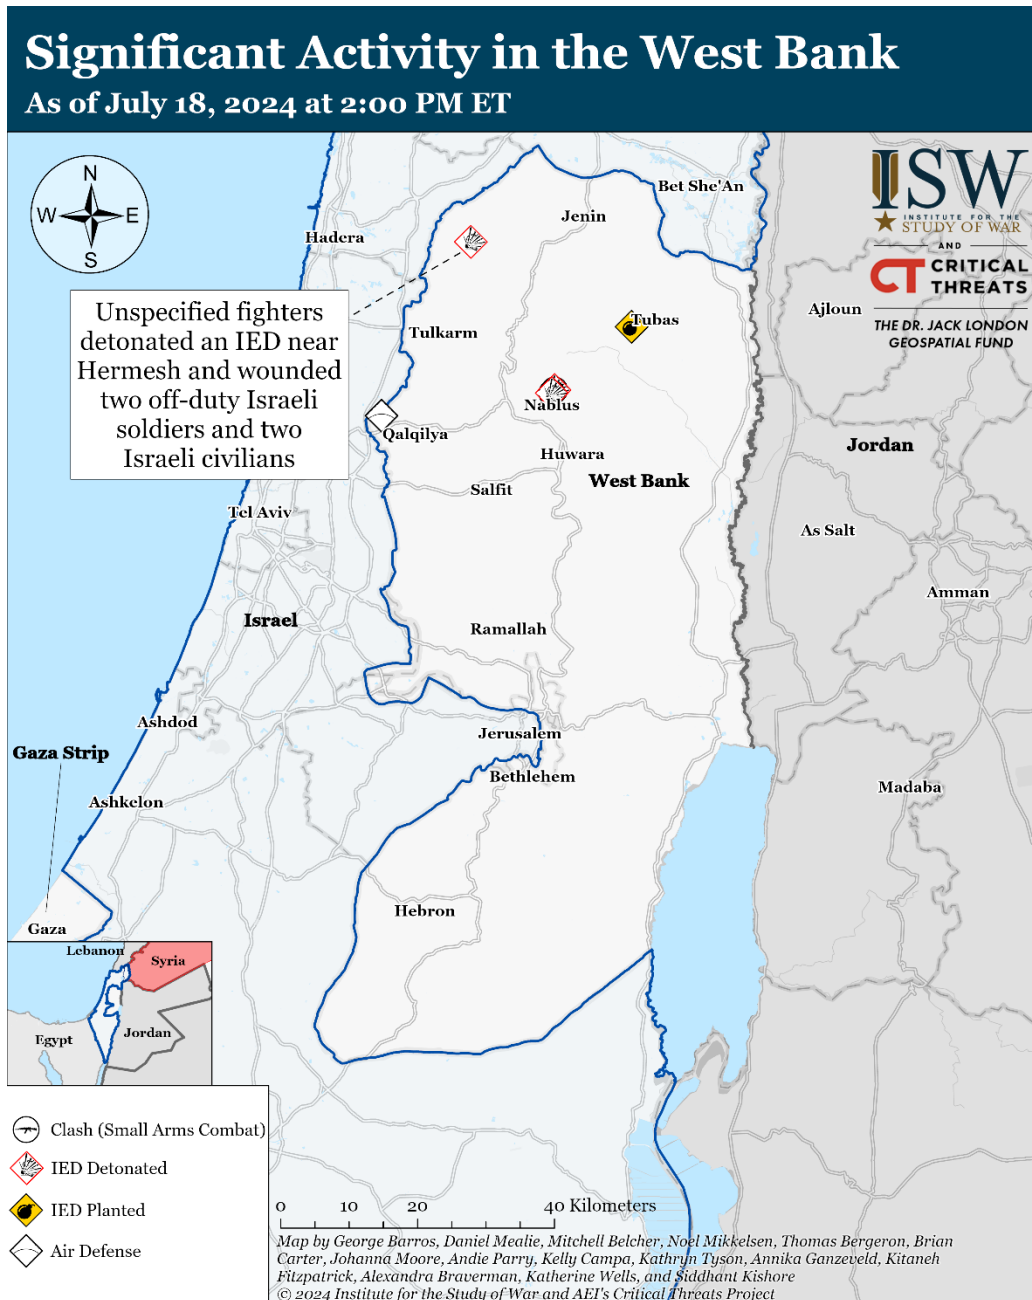 Significant Activity in the West Bank
As of July 18, 2024 at 2:00 PM ET
N
W
E
S
ISW
INSTITUTE FOR THE
STUDY OF WAR
AND
CT CRITICAL
THREATS
THE DR. JACK LONDON
GEOSPATIAL FUND
Bet She'An
Jenin
Hadera
Unspecified fighters
detonated an IED near
Hermesh and wounded
two off-duty Israeli
soldiers and two
Israeli civilians
Ajloun
Tubas
Tulkarm
Nablus
Qalqilya
Jordan
Huwara
West Bank
Salfit
Tel Aviv
As Salt
Amman
Israel
Ramallah
Ashdod
Jerusalem
Gaza Strip
Bethlehem
Madaba
Ashkelon
Hebron
Gaza
Lebanon
Syria
Egypt
Jordan
Clash (Small Arms Combat)
IED Detonated
IED Planted
Air Defense
0 10 20 40 Kilometers
Map by George Barros, Daniel Mealie, Mitchell Belcher, Noel Mikkelsen, Thomas Bergeron, Brian
Carter, Johanna Moore, Andie Parry, Kelly Campa, Kathryn Tyson, Annika Ganzeveld, Kitaneh
Fitzpatrick, Alexandra Braverman, Katherine Wells, and Siddhant Kishore
© 2024 Institute for the Study of War and AEI's Critical Threats Project